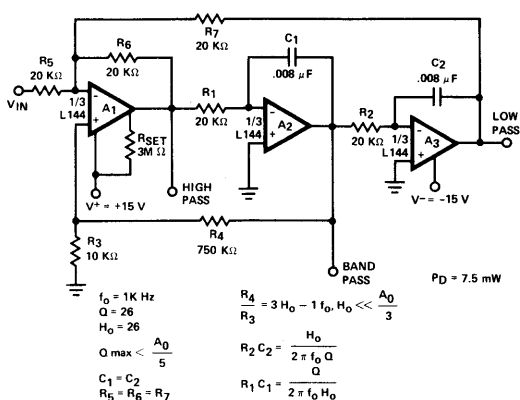 R7
20 KΩ
R6
20 KΩ
R5
20 KΩ
VIN
A1
1/3
L144
-
+
RSET
3M Ω
V+ = +15 V
HIGH
PASS
R1
20 KΩ
C1
.008 μF
1/3
L144
-
+
A2
R2
20 KΩ
C2
.008 μF
1/3
L144
-
+
A3
LOW
PASS
V- = -15 V
R3
10 KΩ
R4
750 KΩ
BAND
PASS
PD = 7.5 mW
fo = 1K Hz
Q = 26
Ho = 26
Q max < Ao/5
C1 = C2
R5 = R6 = R7
R4/R3 = 3 Ho - 1 fo, Ho << Ao/3
R2 C2 = Ho/2 π fo Q
R1 C1 = Q/2 π fo Ho